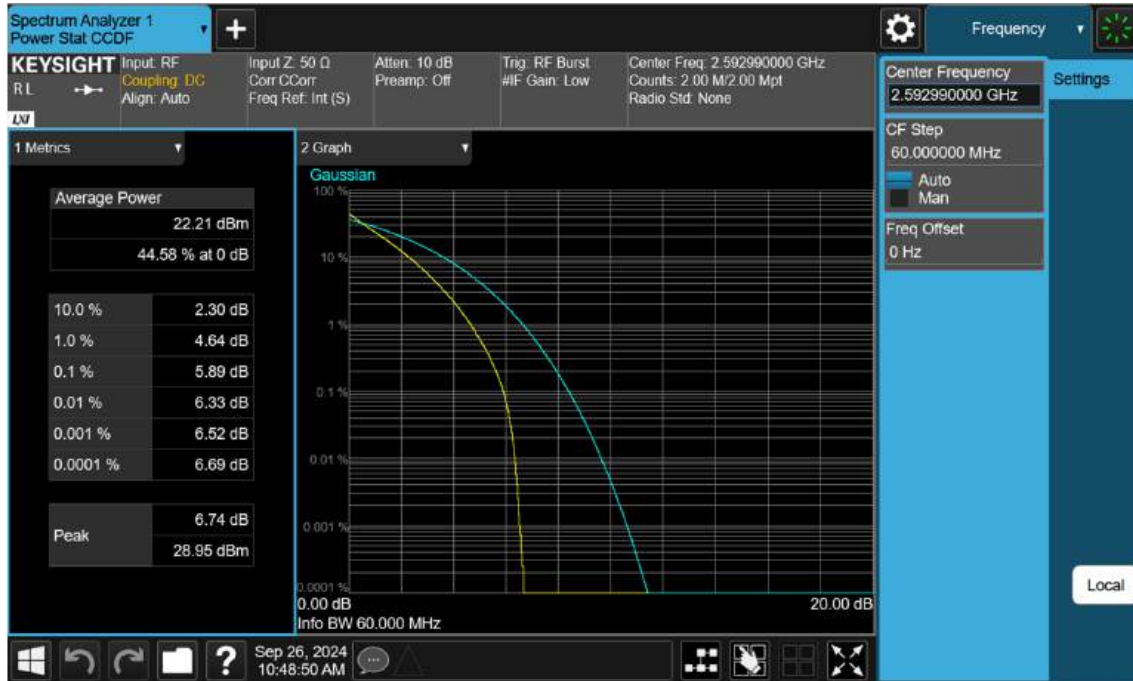 Spectrum Analyzer 1
Power Stat CCDF
Frequency
KEYSIGHT
RL
LXI
Input: RF
Coupling: DC
Align: Auto
Input Z: 50 Ω
Corr CCorr
Freq Ref: Int (S)
Atten: 10 dB
Preamp: Off
Trig: RF Burst
#IF Gain: Low
Center Freq: 2.592990000 GHz
Counts: 2.00 M/2.00 Mpt
Radio Std: None
Center Frequency
2.592990000 GHz
Settings
CF Step
60.000000 MHz
Auto
Man
Freq Offset
0 Hz
1 Metrics
Average Power
22.21 dBm
44.58 % at 0 dB
10.0 % 2.30 dB
1.0 % 4.64 dB
0.1 % 5.89 dB
0.01 % 6.33 dB
0.001 % 6.52 dB
0.0001 % 6.69 dB
Peak
6.74 dB
28.95 dBm
2 Graph
Gaussian
100 %
10 %
1 %
0.1 %
0.01 %
0.001 %
0.0001 %
0.00 dB 20.00 dB
Info BW 60.000 MHz
Local
?
Sep 26, 2024
10:48:50 AM